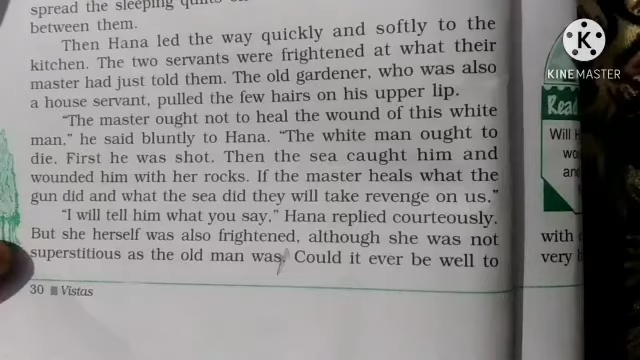 spread the sleeping quilts
between them.
Then Hana led the way quickly and softly to the
kitchen. The two servants were frightened at what their
master had just told them. The old gardener, who was also
a house servant, pulled the few hairs on his upper lip.
"The master ought not to heal the wound of this white
man," he said bluntly to Hana. "The white man ought to
die. First he was shot. Then the sea caught him and
wounded him with her rocks. If the master heals what the
gun did and what the sea did they will take revenge on us."
"I will tell him what you say," Hana replied courteously.
But she herself was also frightened, although she was not
superstitious as the old man was. Could it ever be well to
30 Vistas
KINEMASTER
Read
Will
and
with
very